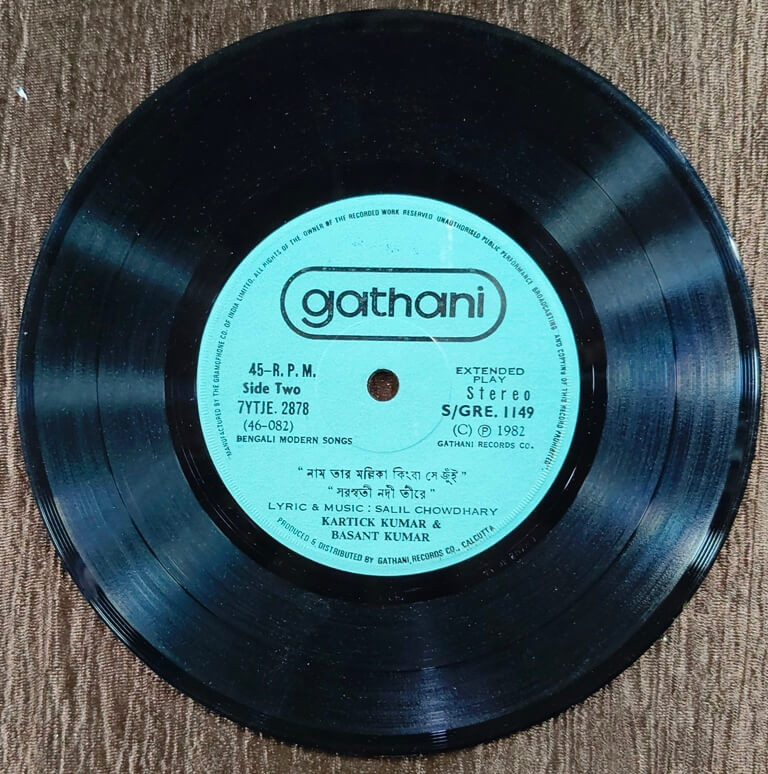 MANUFACTURED BY THE GRAMOPHONE CO. OF INDIA LIMITED. ALL RIGHTS OF THE OWNER OF THE RECORDED WORK RESERVED UNAUTHORISED PUBLIC PERFORMANCE BROADCASTING AND COPYING OF THIS RECORD PROHIBITED
gathani
45-R.P.M.
Side Two
7YTJE. 2878
(46-082)
BENGALI MODERN SONGS
EXTENDED
PLAY
Stereo
S/GRE. 1149
(C) Ⓟ 1982
GATHANI RECORDS CO.
"নাম তার মল্লিকা কিংবা সে জুঁই"
"সরস্বতী নদী তীরে"
LYRIC & MUSIC : SALIL CHOWDHARY
KARTICK KUMAR &
BASANT KUMAR
PRODUCED & DISTRIBUTED BY GATHANI RECORDS CO., CALCUTTA